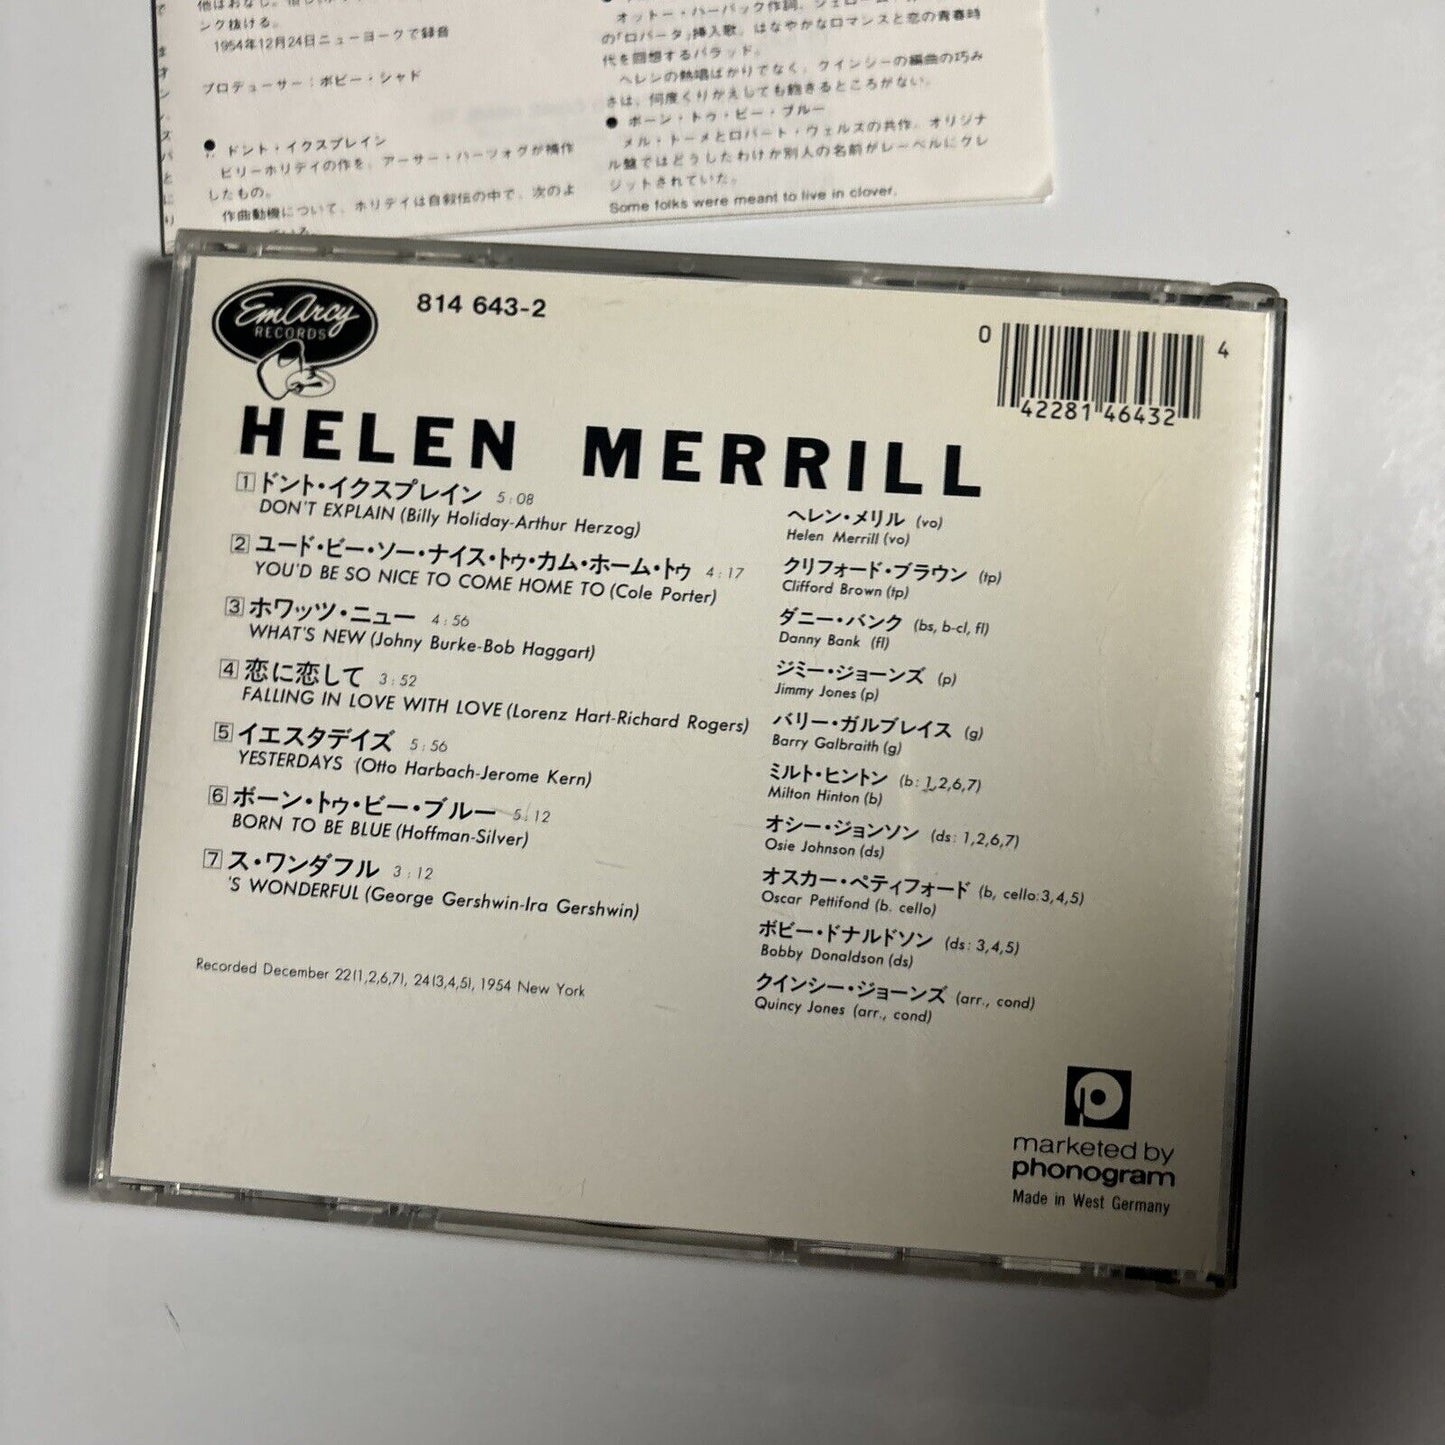 ンク抜ける。
1954年12月24日ニューヨークで録音
プロデューサー：ボビー・シャド
● ドント・イクスプレイン
ビリーホリデイの作を、アーサー・ハーツォグが補作
したもの。
作曲動機について、ホリデイは自叙伝の中で、次のよ
の「ロバータ」挿入歌。はなやかなロマンスと恋の青春時
代を回想するバラッド。
ヘレンの熱唱ばかりでなく、クインシーの編曲の巧み
さは、何度くりかえしても飽きるところがない。
● ボーン・トゥ・ビー・ブルー
メル・トーメとロバート・ウェルズの共作。オリジナ
ル盤ではどうしたわけか別人の名前がレーベルにクレ
ジットされていた。
Some folks were meant to live in clover,
EmArcy
RECORDS
814 643-2
0 42281 46432 4
HELEN MERRILL
1 ドント・イクスプレイン 5:08
DON'T EXPLAIN (Billy Holiday-Arthur Herzog)
2 ユード・ビー・ソー・ナイス・トゥ・カム・ホーム・トゥ 4:17
YOU'D BE SO NICE TO COME HOME TO (Cole Porter)
3 ホワッツ・ニュー 4:56
WHAT'S NEW (Johny Burke-Bob Haggart)
4 恋に恋して 3:52
FALLING IN LOVE WITH LOVE (Lorenz Hart-Richard Rogers)
5 イエスタデイズ 5:56
YESTERDAYS (Otto Harbach-Jerome Kern)
6 ボーン・トゥ・ビー・ブルー 5:12
BORN TO BE BLUE (Hoffman-Silver)
7 ス・ワンダフル 3:12
'S WONDERFUL (George Gershwin-Ira Gershwin)
Recorded December 22(1,2,6,7), 24(3,4,5), 1954 New York
ヘレン・メリル (vo)
Helen Merrill (vo)
クリフォード・ブラウン (tp)
Clifford Brown (tp)
ダニー・バンク (bs, b-cl, fl)
Danny Bank (fl)
ジミー・ジョーンズ (p)
Jimmy Jones (p)
バリー・ガルブレイス (g)
Barry Galbraith (g)
ミルト・ヒントン (b: 1,2,6,7)
Milton Hinton (b)
オシー・ジョンソン (ds: 1,2,6,7)
Osie Johnson (ds)
オスカー・ペティフォード (b, cello:3,4,5)
Oscar Pettifond (b. cello)
ボビー・ドナルドソン (ds: 3,4,5)
Bobby Donaldson (ds)
クインシー・ジョーンズ (arr., cond)
Quincy Jones (arr., cond)
marketed by
phonogram
Made in West Germany